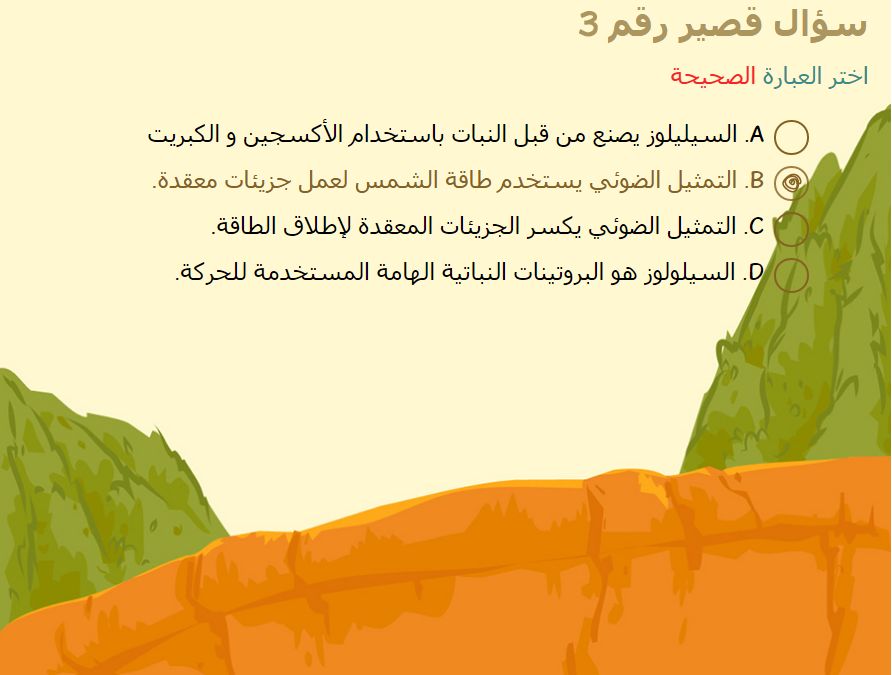 سؤال قصير رقم 3
اختر العبارة الصحيحة
A. السيليلوز يصنع من قبل النبات باستخدام الأكسجين و الكبريت
B. التمثيل الضوئي يستخدم طاقة الشمس لعمل جزيئات معقدة.
C. التمثيل الضوئي يكسر الجزيئات المعقدة لإطلاق الطاقة.
D. السيلولوز هو البروتينات النباتية الهامة المستخدمة للحركة.